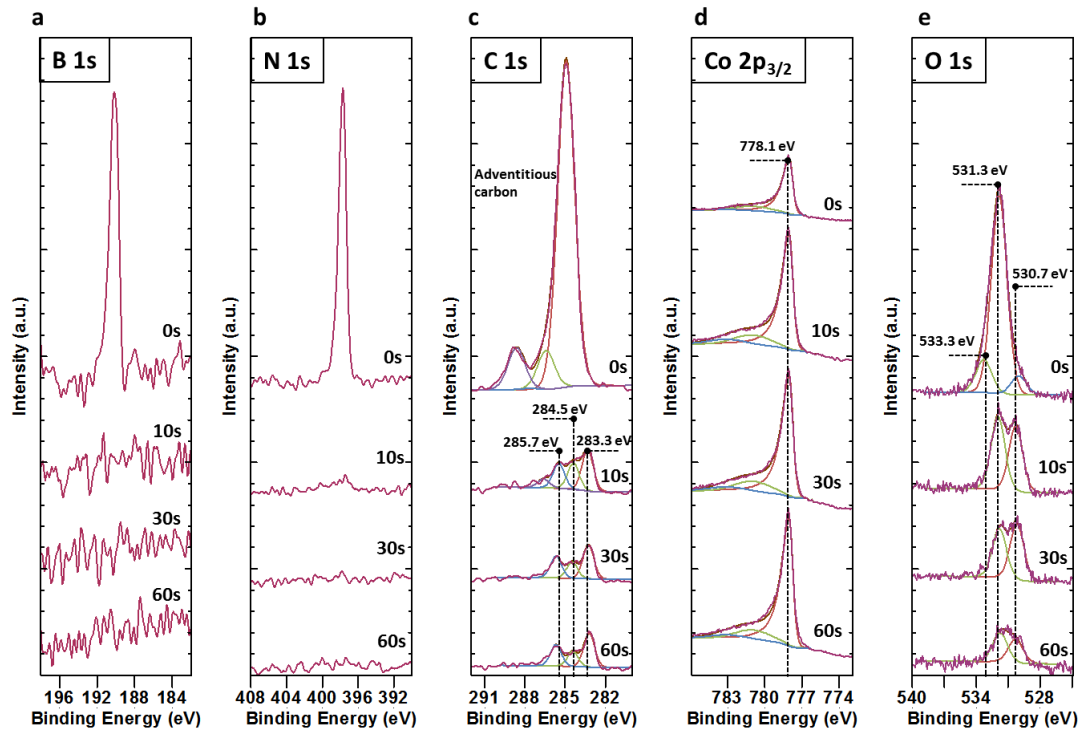 a
B 1s
Intensity (a.u.)
0s
10s
30s
60s
196 192 188 184
Binding Energy (eV)
b
N 1s
Intensity (a.u.)
0s
10s
30s
60s
408 404 400 396 392
Binding Energy (eV)
c
C 1s
Intensity (a.u.)
Adventitious
carbon
0s
284.5 eV
285.7 eV
283.3 eV
10s
30s
60s
291 288 285 282
Binding Energy (eV)
d
Co 2p3/2
Intensity (a.u.)
778.1 eV
0s
10s
30s
60s
783 780 777 774
Binding Energy (eV)
e
O 1s
Intensity (a.u.)
531.3 eV
530.7 eV
533.3 eV
0s
10s
30s
60s
540 534 528
Binding Energy (eV)